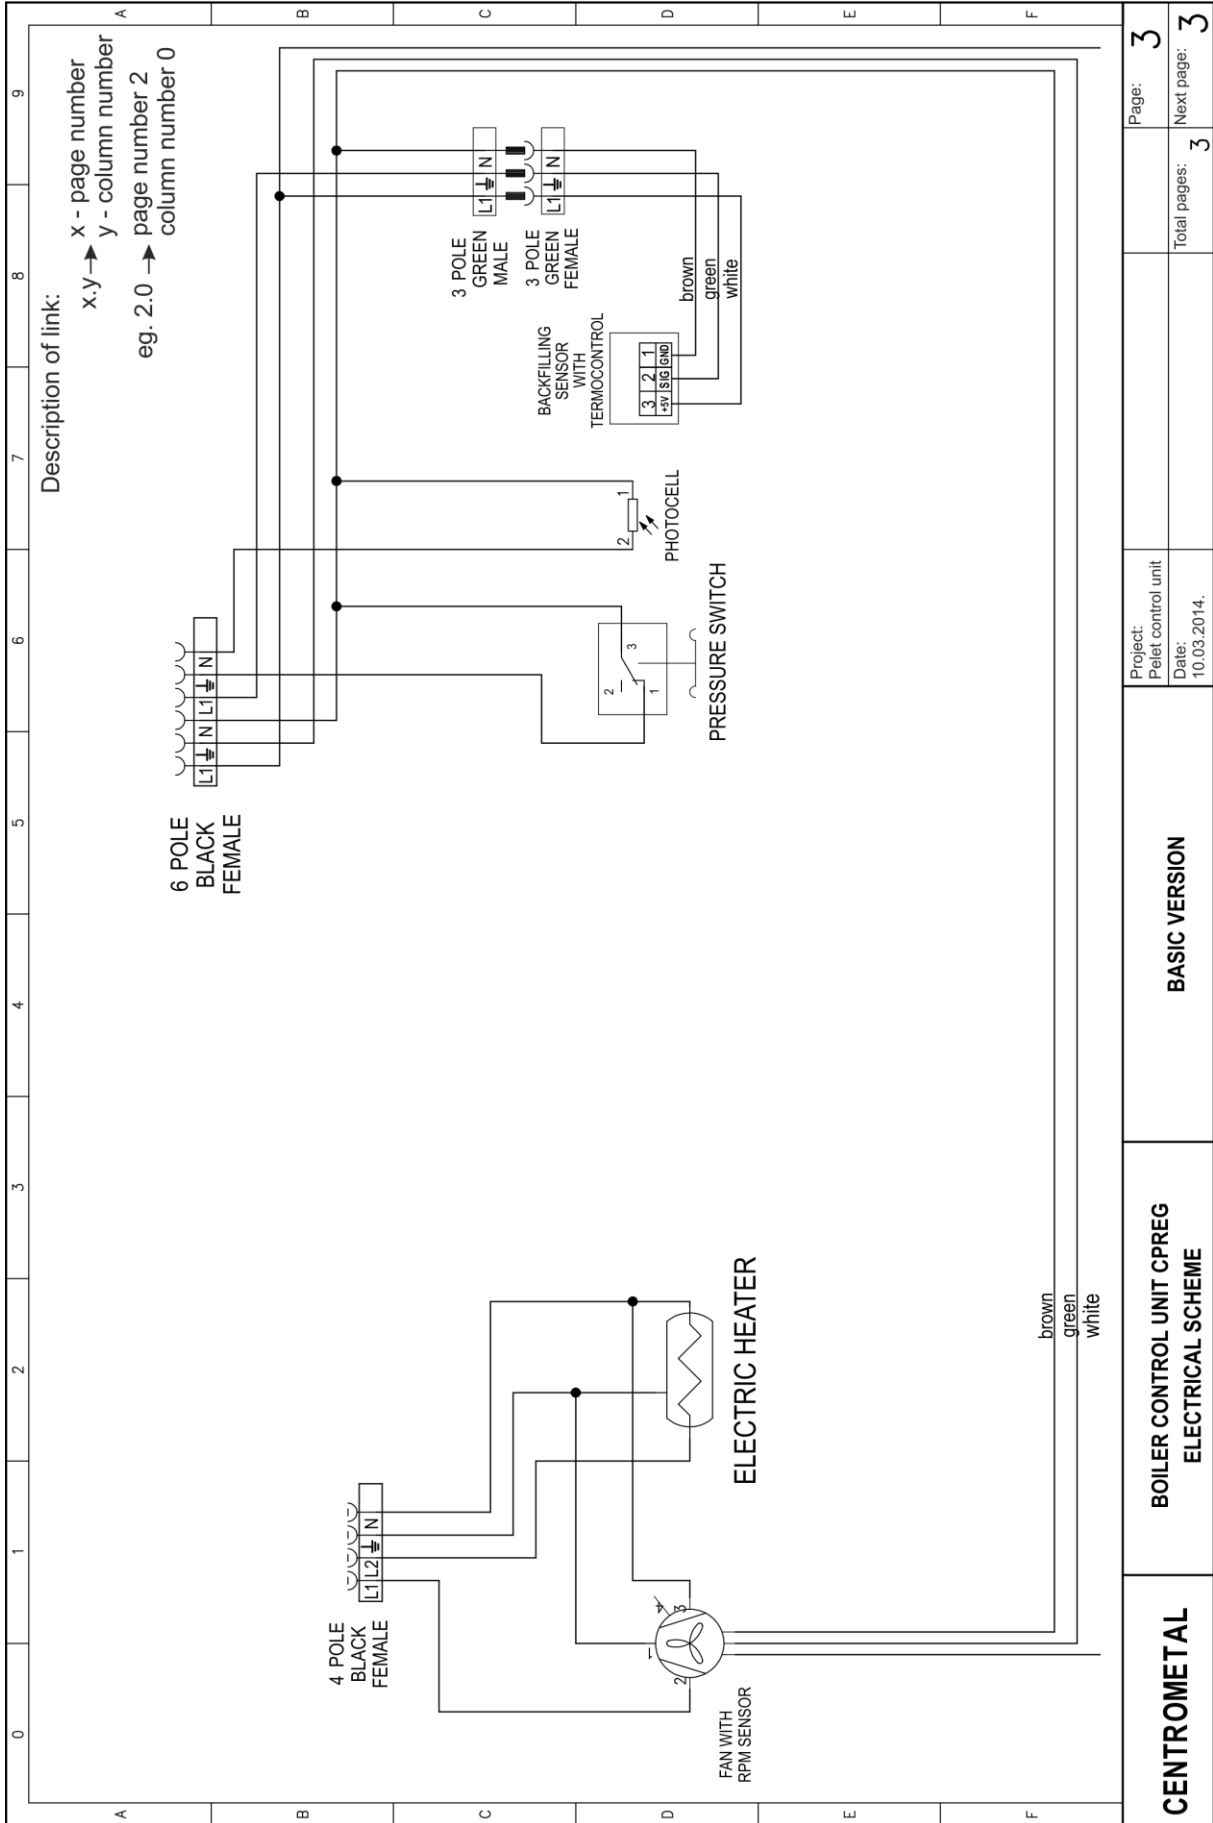 0 1 2 3 4 5 6 7 8 9
A A
B B
C C
D D
E E
F F
Description of link:
x.y → x - page number
y - column number
eg. 2.0 → page number 2
column number 0
6 POLE
BLACK
FEMALE
L1 N L1 N
4 POLE
BLACK
FEMALE
L1 L2 N
3 POLE
GREEN
MALE
L1 N
3 POLE
GREEN
FEMALE
L1 N
BACKFILLING
SENSOR
WITH
TERMOCONTROL
3 2 1
+5V SIG GND
brown
green
white
2 1
PHOTOCELL
2 3
1
PRESSURE SWITCH
ELECTRIC HEATER
1
2 3
FAN WITH
RPM SENSOR
brown
green
white
CENTROMETAL
BOILER CONTROL UNIT CPREG
ELECTRICAL SCHEME
BASIC VERSION
Project:
Pelet control unit
Date:
10.03.2014.
Total pages: 3
Page: 3
Next page: 3